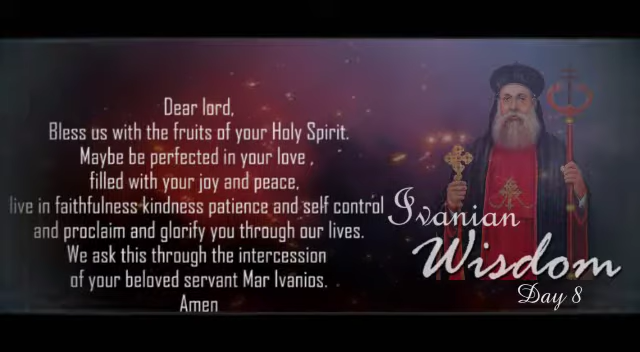 Dear lord,
Bless us with the fruits of your Holy Spirit.
Maybe be perfected in your love ,
filled with your joy and peace,
live in faithfulness kindness patience and self control
and proclaim and glorify you through our lives.
We ask this through the intercession
of your beloved servant Mar Ivanios.
Amen
Ivanian
Wisdom
Day 8